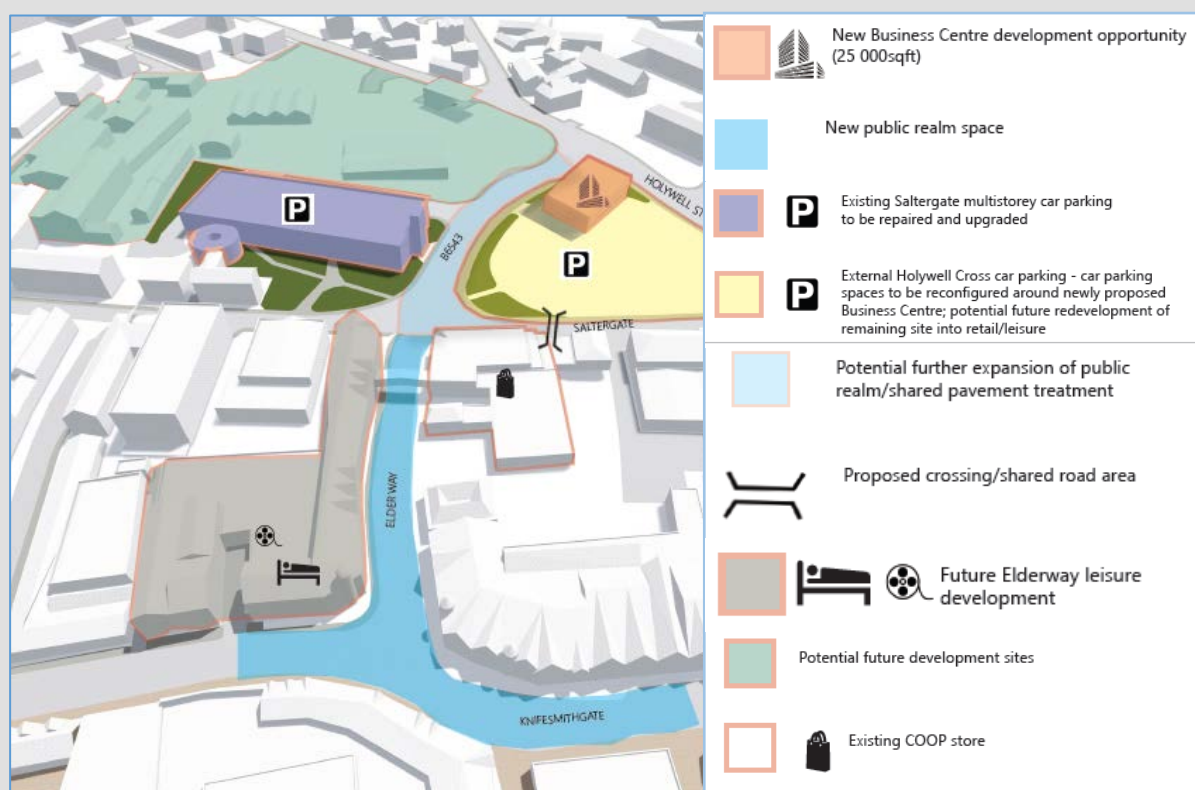 P
B6543
HOLYWELL ST
P
SALTERGATE
ELDER WAY
KNIFESMITHGATE
New Business Centre development opportunity
(25 000sqft)
New public realm space
P
Existing Saltergate multistorey car parking
to be repaired and upgraded
P
External Holywell Cross car parking - car parking
spaces to be reconfigured around newly proposed
Business Centre; potential future redevelopment of
remaining site into retail/leisure
Potential further expansion of public
realm/shared pavement treatment
Proposed crossing/shared road area
Future Elderway leisure
development
Potential future development sites
Existing COOP store